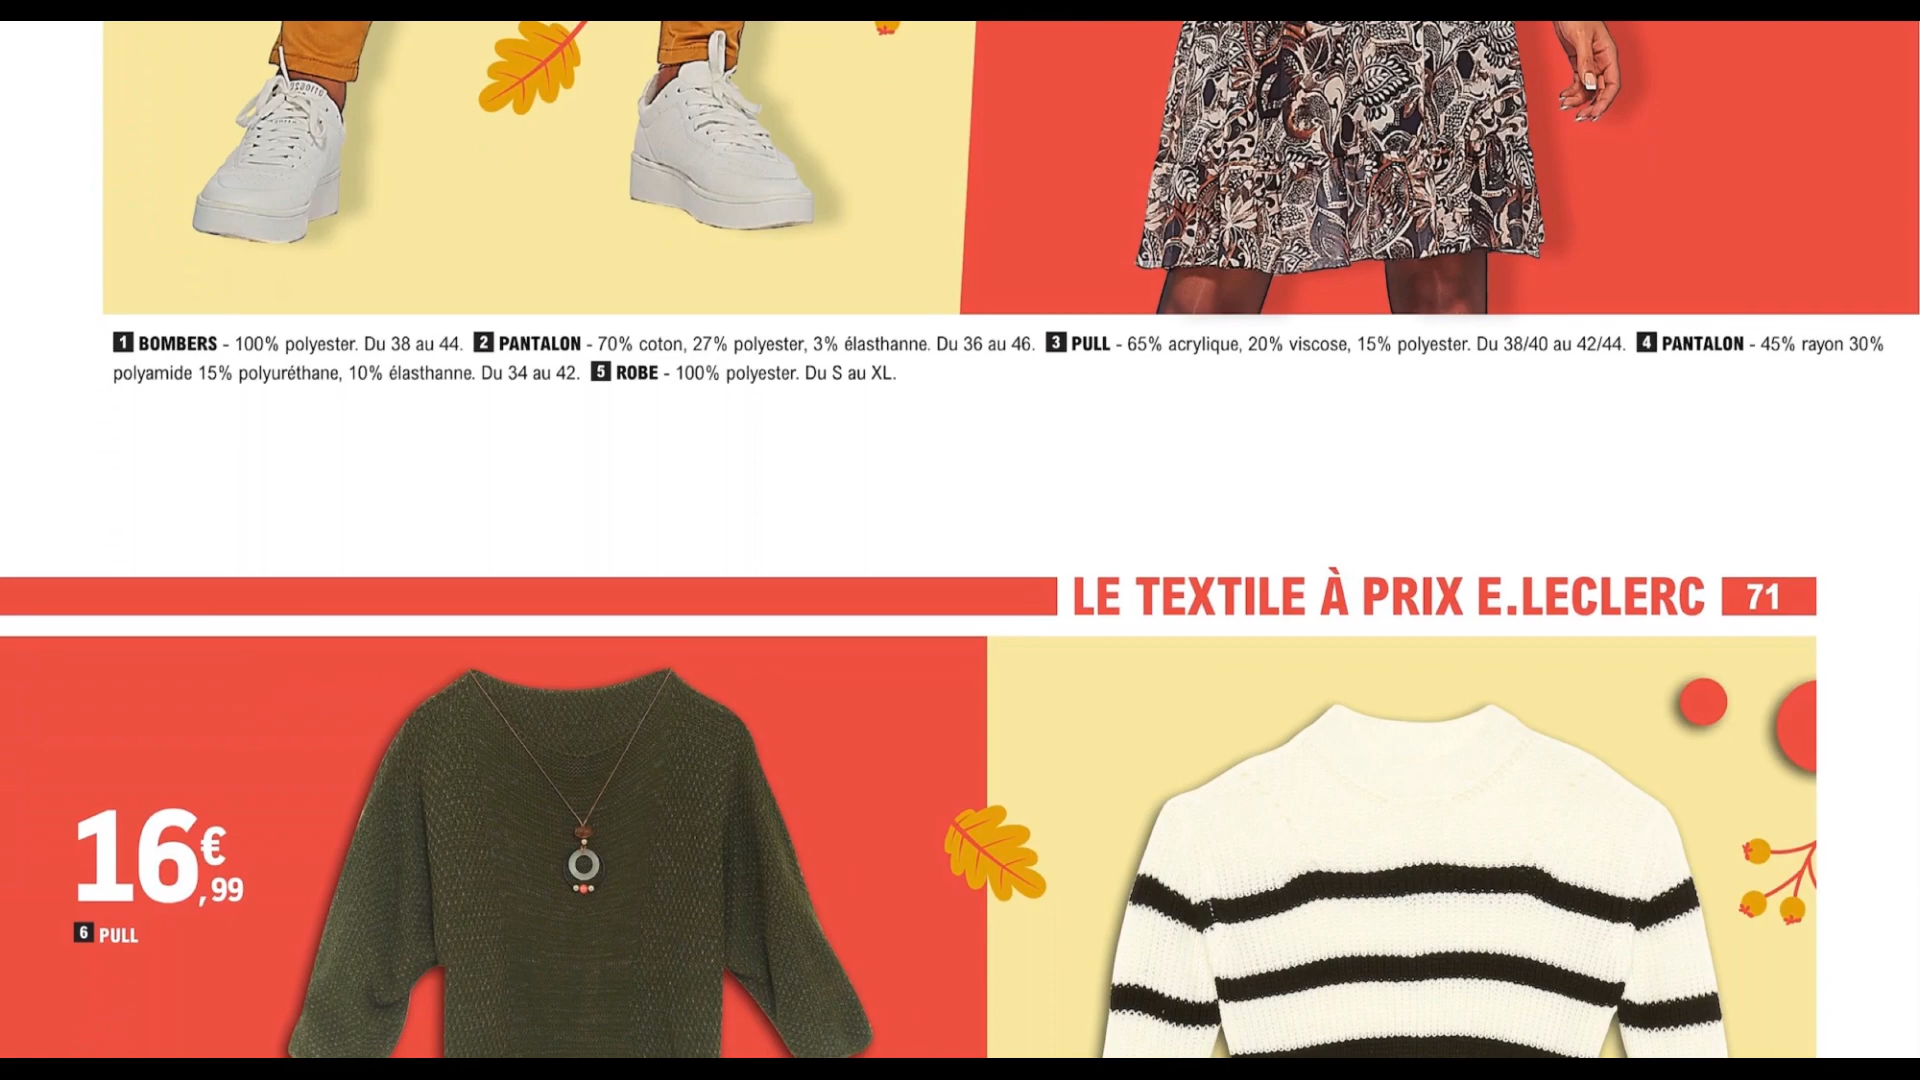 1 BOMBERS - 100% polyester. Du 38 au 44. 2 PANTALON - 70% coton, 27% polyester, 3% élasthanne. Du 36 au 46. 3 PULL - 65% acrylique, 20% viscose, 15% polyester. Du 38/40 au 42/44. 4 PANTALON - 45% rayon 30%
polyamide 15% polyuréthane, 10% élasthanne. Du 34 au 42. 5 ROBE - 100% polyester. Du S au XL.
LE TEXTILE À PRIX E.LECLERC 71
16€,99
6 PULL